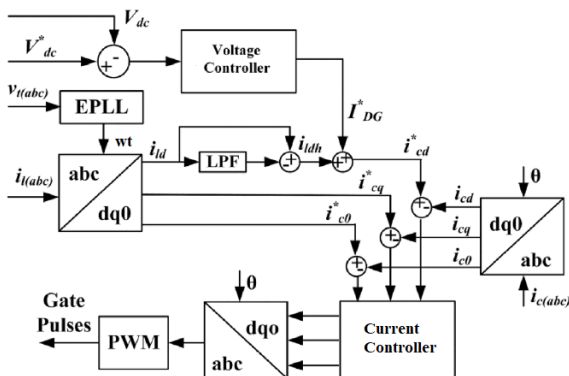 V_dc
V*_dc
+ -
Voltage
Controller
v_t(abc)
EPLL
wt
I*_DG
i_ld
LPF
- +
i_ldh
+ +
i*_cd
i_l(abc)
abc
dq0
i*_cq
i*_c0
+ -
+ -
+ -
i_cd
i_cq
i_c0
θ
dq0
abc
i_c(abc)
Gate
Pulses
PWM
θ
dqo
abc
Current
Controller